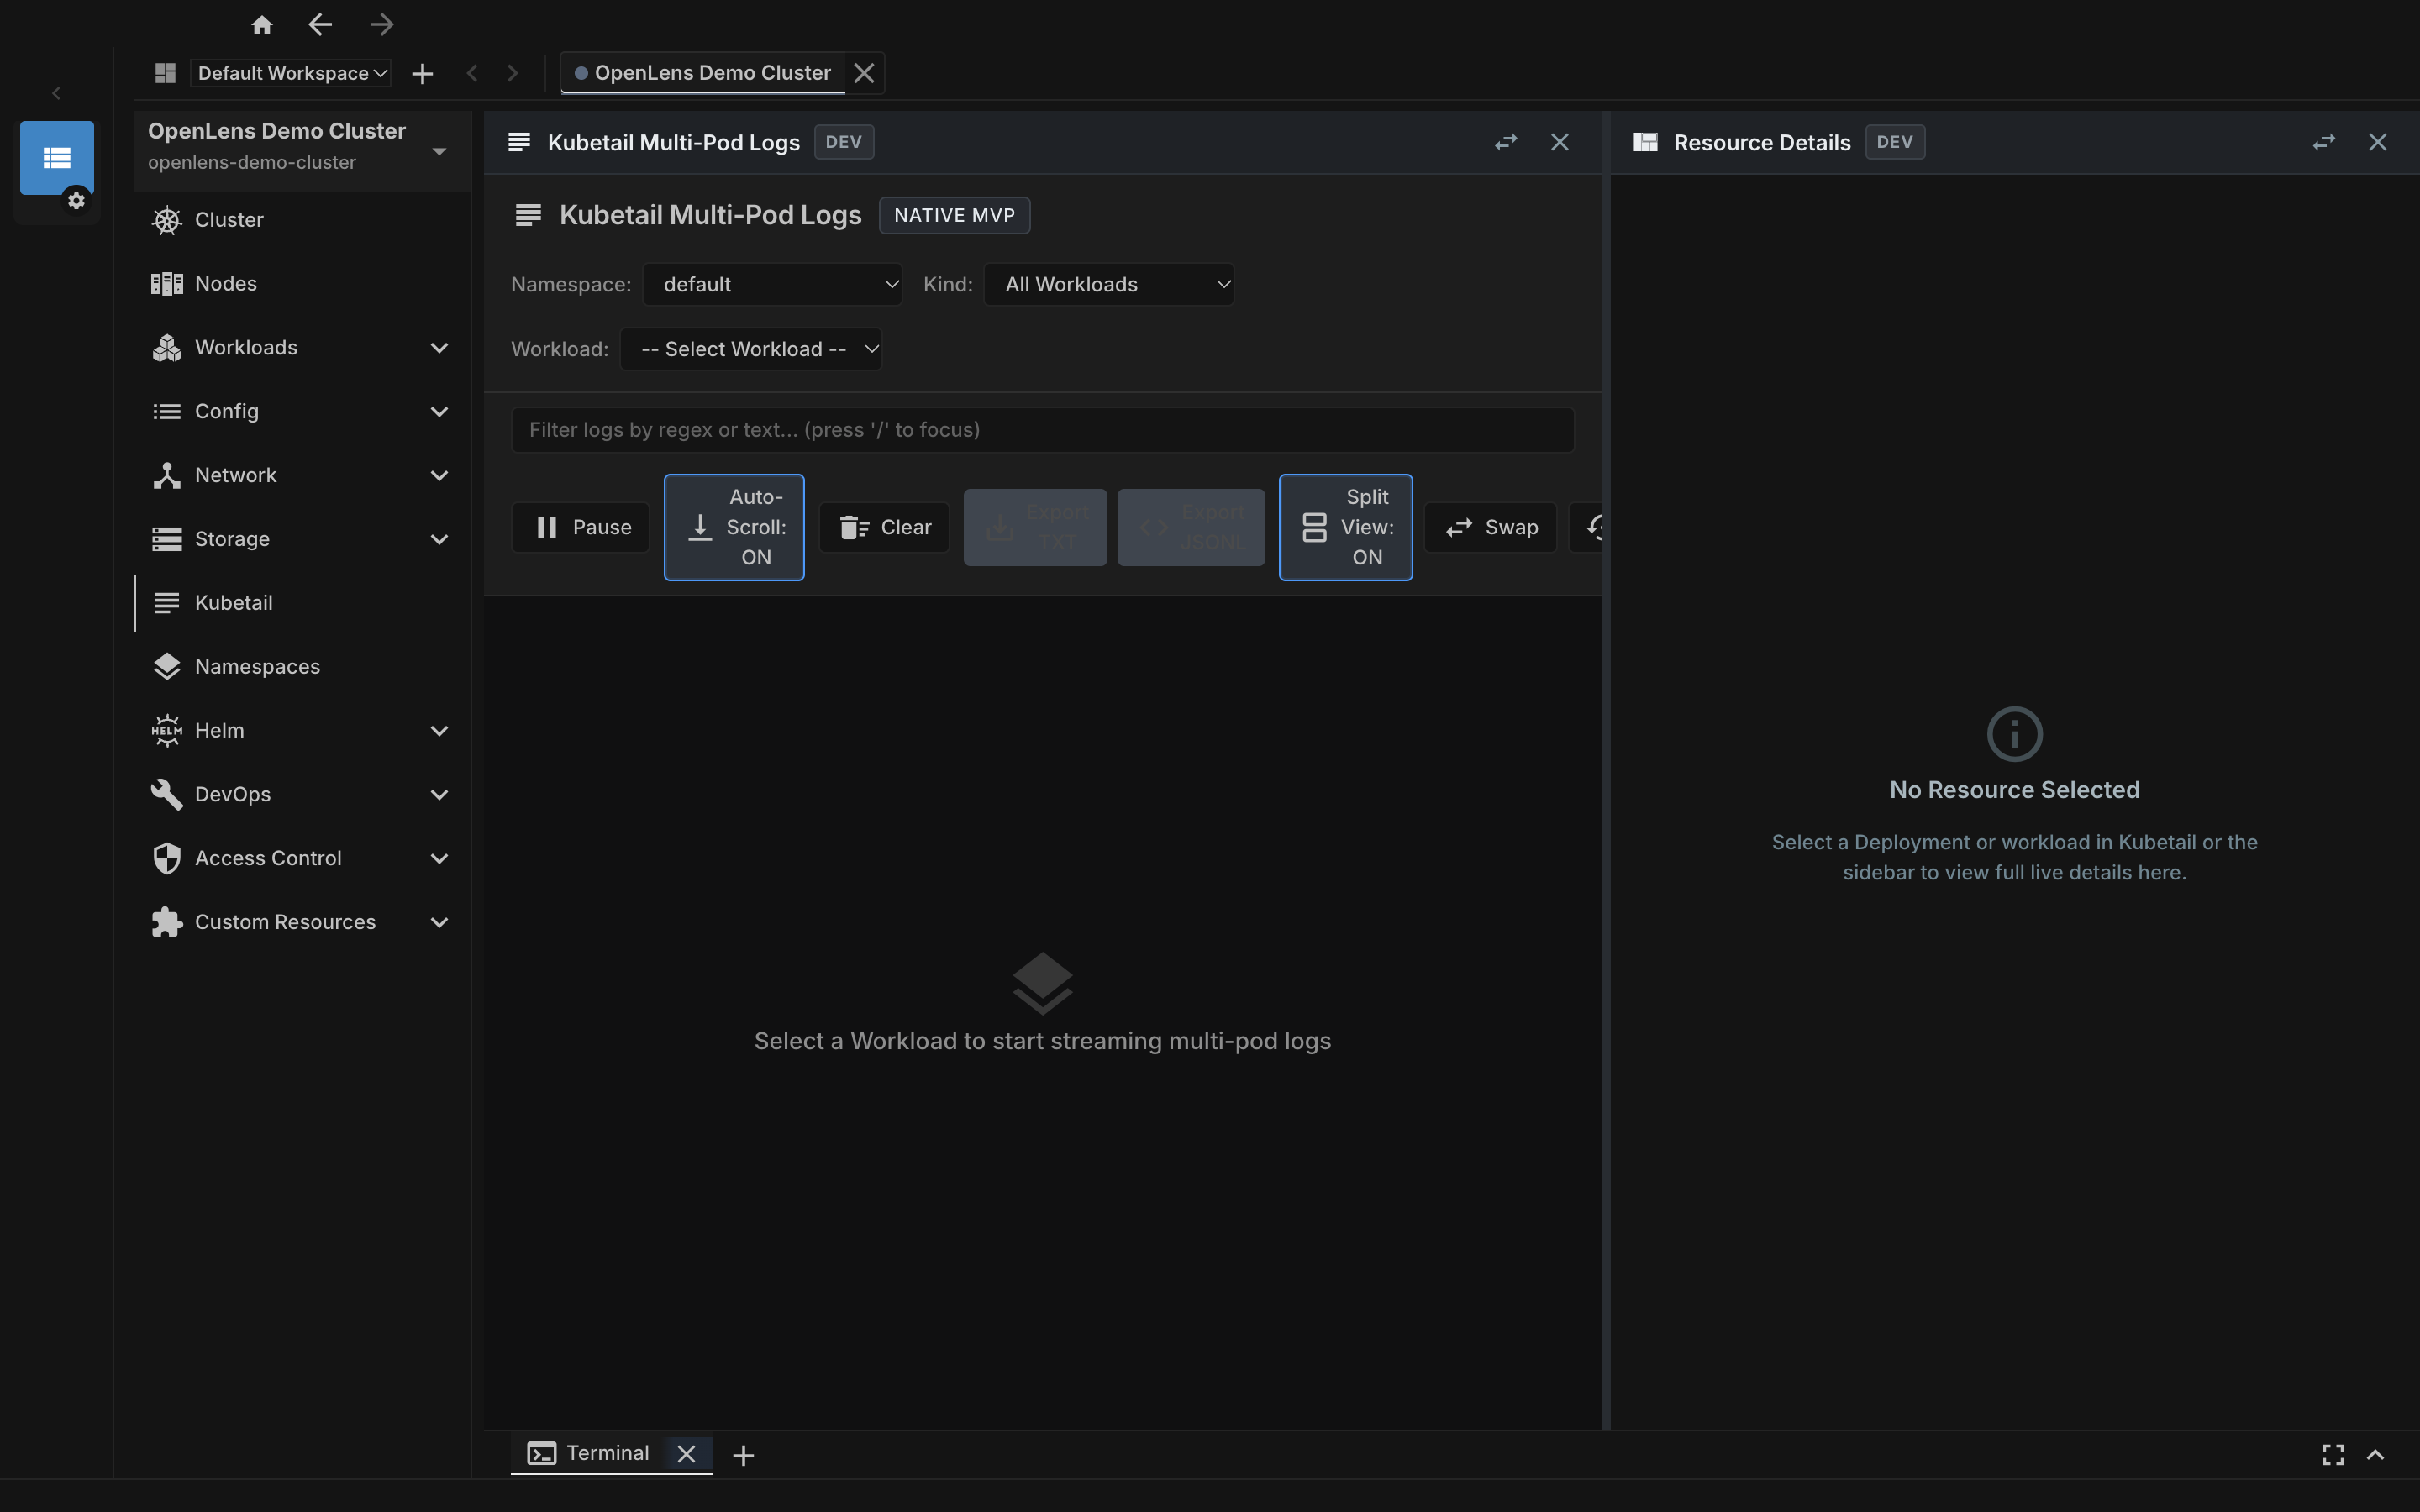 Default Workspace
OpenLens Demo Cluster
OpenLens Demo Cluster
openlens-demo-cluster
Cluster
Nodes
Workloads
Config
Network
Storage
Kubetail
Namespaces
HELM
Helm
DevOps
Access Control
Custom Resources
Kubetail Multi-Pod Logs
DEV
Kubetail Multi-Pod Logs
NATIVE MVP
Namespace:
default
Kind:
All Workloads
Workload:
-- Select Workload --
Filter logs by regex or text... (press '/' to focus)
Pause
Auto-
Scroll:
ON
Clear
Export
TXT
Export
JSONL
Split
View:
ON
Swap
Select a Workload to start streaming multi-pod logs
Resource Details
DEV
No Resource Selected
Select a Deployment or workload in Kubetail or the
sidebar to view full live details here.
Terminal